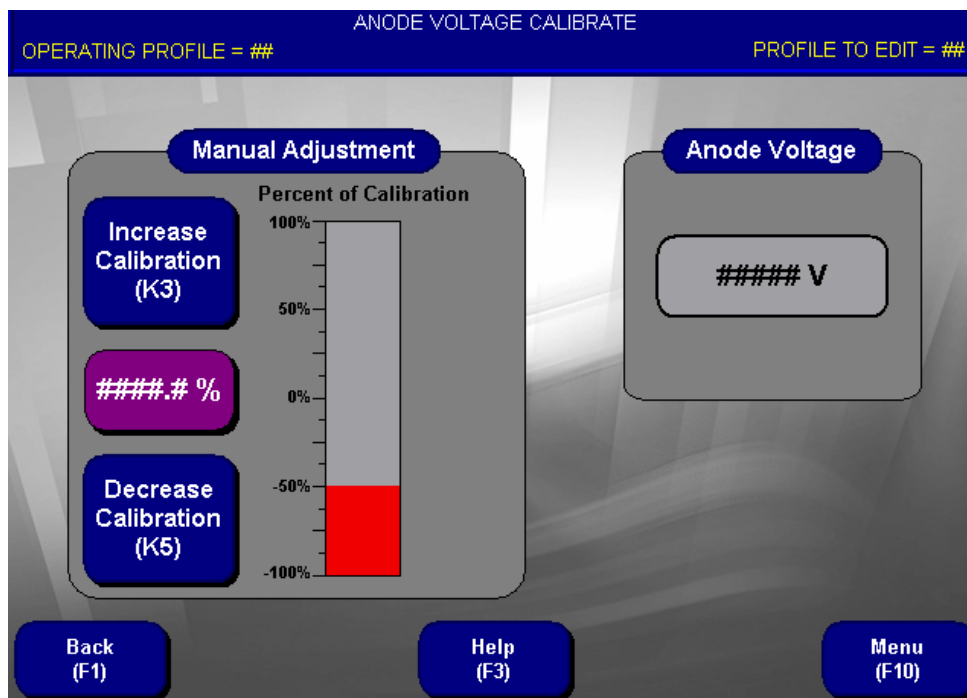 ANODE VOLTAGE CALIBRATE
OPERATING PROFILE = ##
PROFILE TO EDIT = ##
Manual Adjustment
Percent of Calibration
Increase
Calibration
(K3)
####.# %
Decrease
Calibration
(K5)
100%
50%
0%
-50%
-100%
Anode Voltage
##### V
Back
(F1)
Help
(F3)
Menu
(F10)